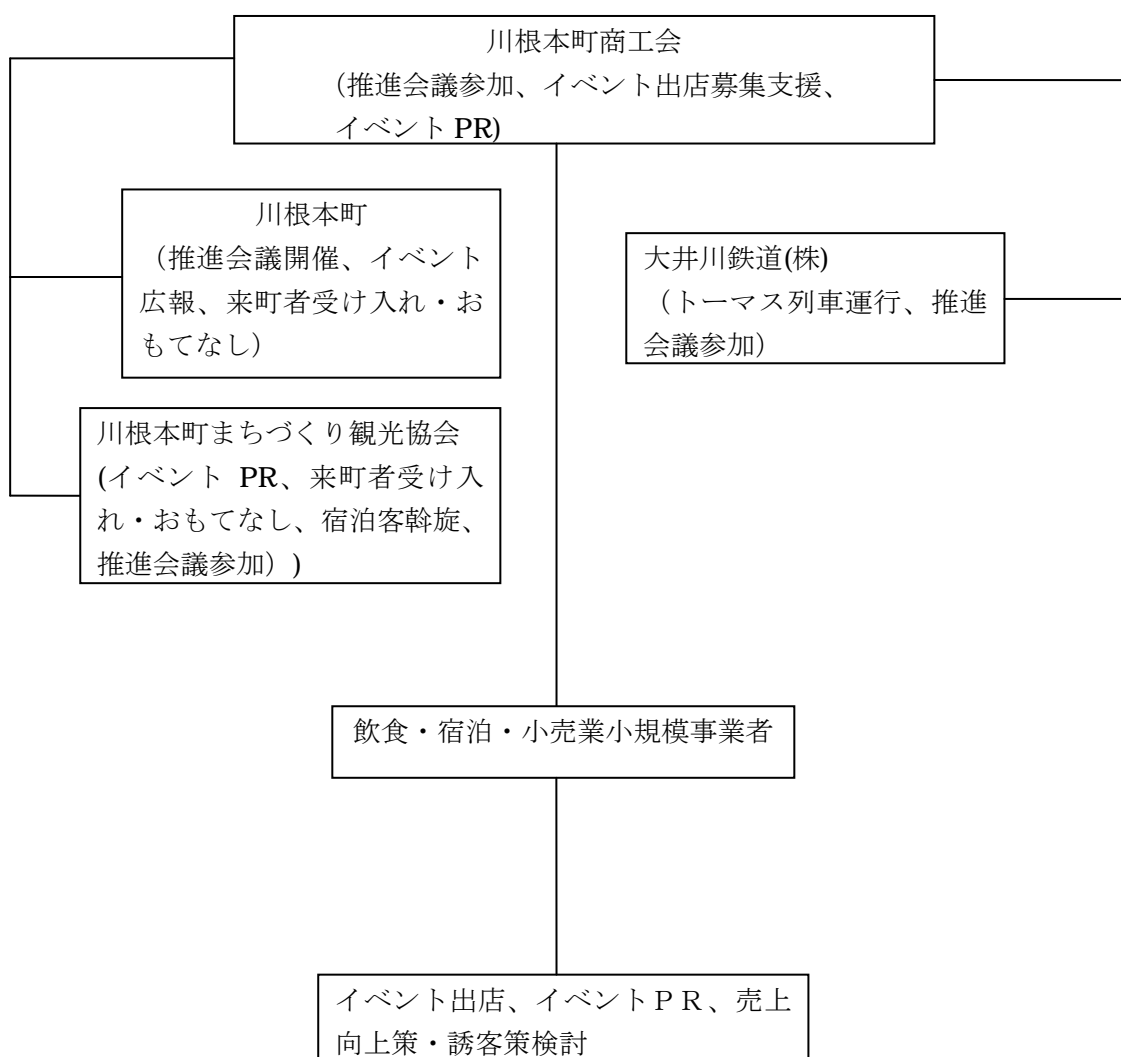 川根本町商工会
(推進会議参加、イベント出店募集支援、
イベント PR)
川根本町
（推進会議開催、イベント
広報、来町者受け入れ・お
もてなし）
大井川鉄道(株)
（トーマス列車運行、推進
会議参加）
川根本町まちづくり観光協会
(イベント PR、来町者受け入
れ・おもてなし、宿泊客斡旋、
推進会議参加）)
飲食・宿泊・小売業小規模事業者
イベント出店、イベントＰＲ、売上
向上策・誘客策検討